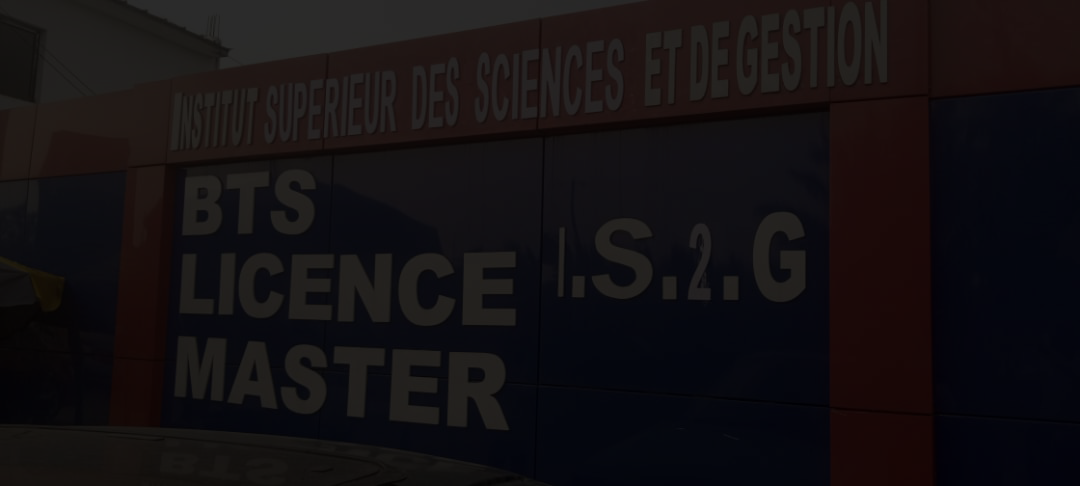 INSTITUT SUPERIEUR DES SCIENCES ET DE GESTION
BTS
LICENCE
MASTER
I.S.2.G